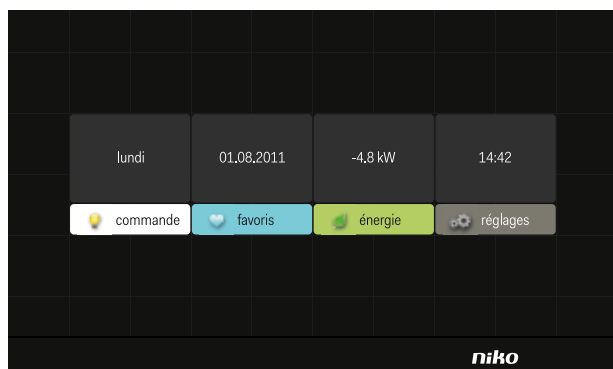 lundi 01.08.2011 -4.8 kW 14:42
commande favoris énergie réglages
niko